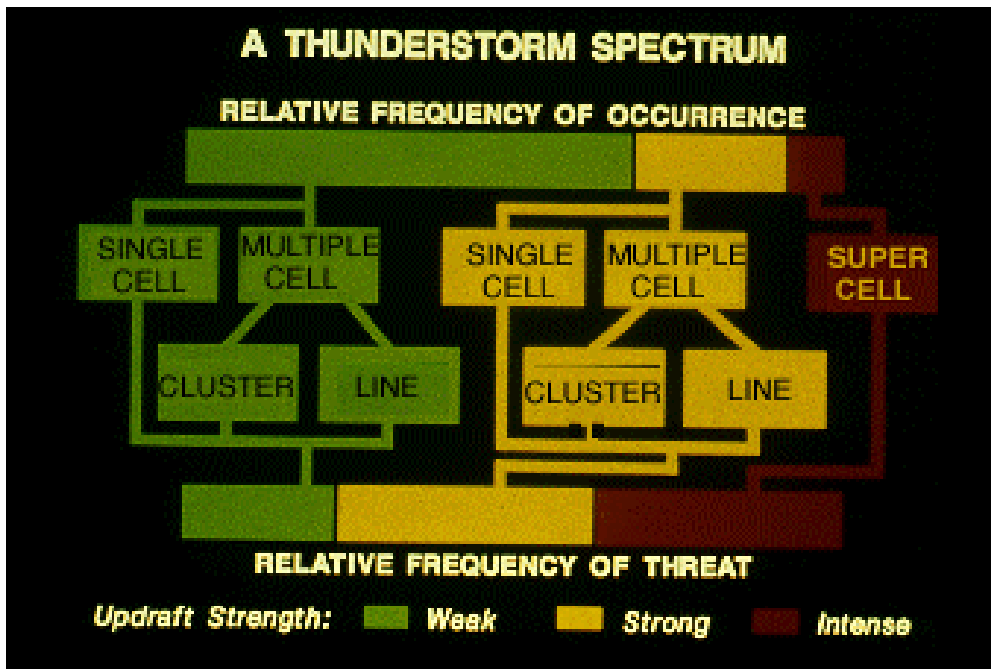 A THUNDERSTORM SPECTRUM
RELATIVE FREQUENCY OF OCCURRENCE
SINGLE
CELL
MULTIPLE
CELL
SINGLE
CELL
MULTIPLE
CELL
SUPER
CELL
CLUSTER
LINE
CLUSTER
LINE
RELATIVE FREQUENCY OF THREAT
Updraft Strength: Weak Strong Intense